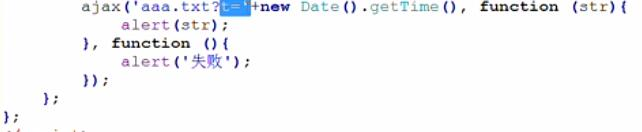 ajax('aaa.txt?t='+new Date().getTime(), function (str){
alert(str);
}, function (){
alert('失败');
});
};
};